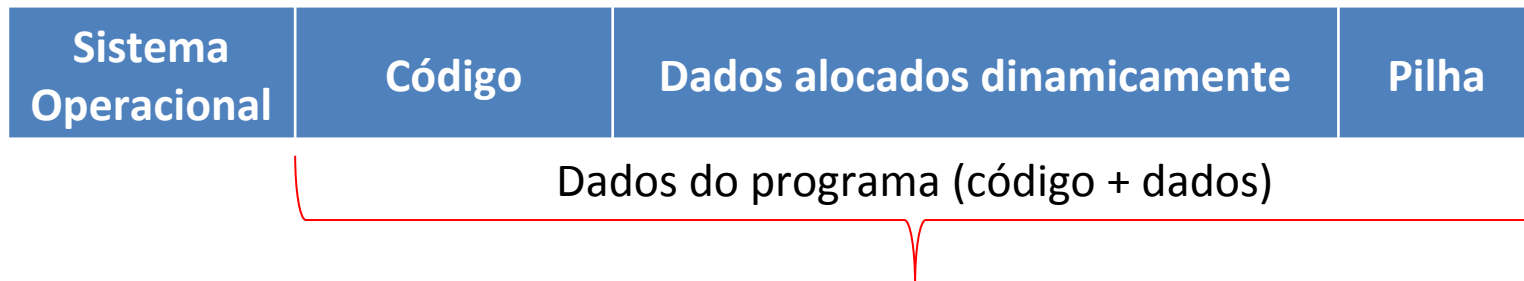 Sistema
Operacional
Código
Dados alocados dinamicamente
Pilha
Dados do programa (código + dados)